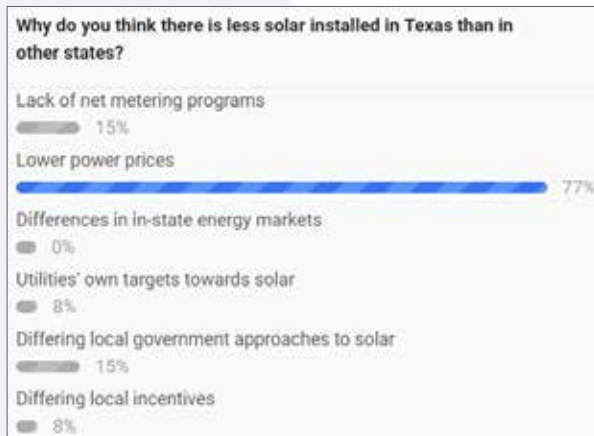 Why do you think there is less solar installed in Texas than in
other states?
Lack of net metering programs
15%
Lower power prices
77%
Differences in in-state energy markets
0%
Utilities' own targets towards solar
8%
Differing local government approaches to solar
15%
Differing local incentives
8%